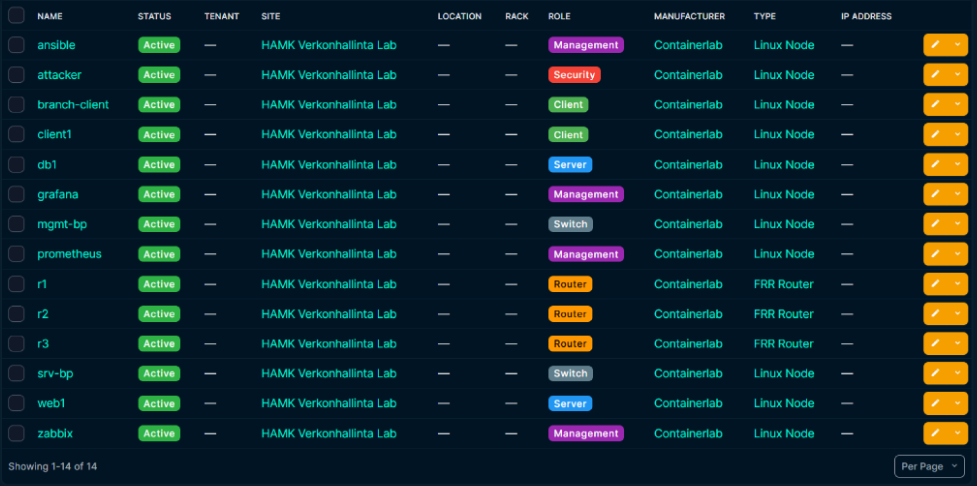 NAME STATUS TENANT SITE LOCATION RACK ROLE MANUFACTURER TYPE IP ADDRESS
ansible Active — HAMK Verkonhallinta Lab — — Management Containerlab Linux Node —
attacker Active — HAMK Verkonhallinta Lab — — Security Containerlab Linux Node —
branch-client Active — HAMK Verkonhallinta Lab — — Client Containerlab Linux Node —
client1 Active — HAMK Verkonhallinta Lab — — Client Containerlab Linux Node —
db1 Active — HAMK Verkonhallinta Lab — — Server Containerlab Linux Node —
grafana Active — HAMK Verkonhallinta Lab — — Management Containerlab Linux Node —
mgmt-bp Active — HAMK Verkonhallinta Lab — — Switch Containerlab Linux Node —
prometheus Active — HAMK Verkonhallinta Lab — — Management Containerlab Linux Node —
r1 Active — HAMK Verkonhallinta Lab — — Router Containerlab FRR Router —
r2 Active — HAMK Verkonhallinta Lab — — Router Containerlab FRR Router —
r3 Active — HAMK Verkonhallinta Lab — — Router Containerlab FRR Router —
srv-bp Active — HAMK Verkonhallinta Lab — — Switch Containerlab Linux Node —
web1 Active — HAMK Verkonhallinta Lab — — Server Containerlab Linux Node —
zabbix Active — HAMK Verkonhallinta Lab — — Management Containerlab Linux Node —
Showing 1-14 of 14 Per Page